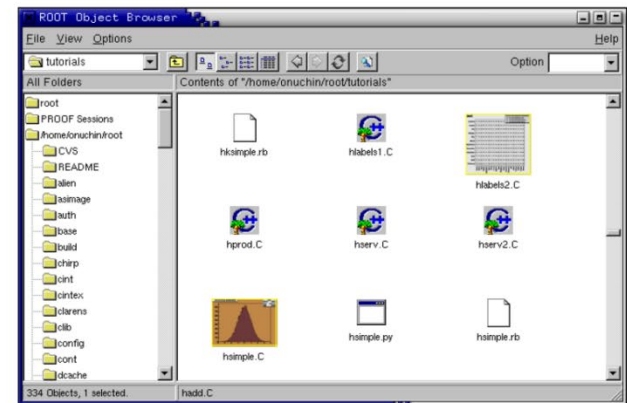 ROOT Object Browser
File View Options Help
tutorials Option
All Folders Contents of "/home/onuchin/root/tutorials"
root
PROOF Sessions
/home/onuchin/root
CVS
README
alien
asimage
auth
base
build
chirp
cint
cintex
clarens
clib
config
cont
dcache
hksimple.rb hlabels1.C hlabels2.C
hprod.C hserv.C hserv2.C
hsimple.C hsimple.py hsimple.rb
334 Objects, 1 selected. hadd.C